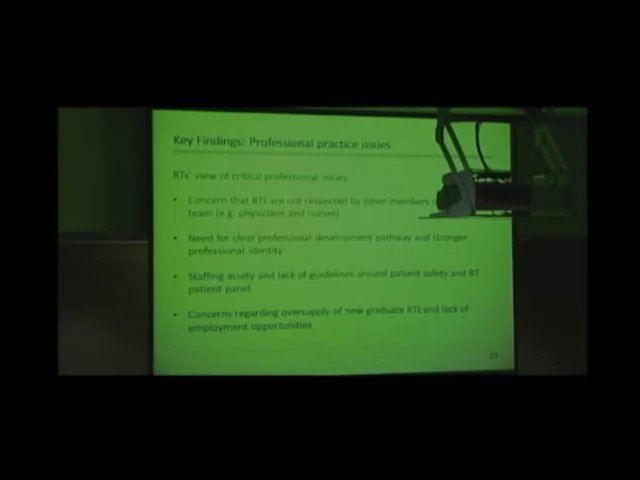 Key Findings: Professional practice issues
RTs' view of critical professional issues
• Concern that RTs are not respected by other members
team (e.g. physicians and nurses)
• Need for clear professional development pathway and stronger
professional identity
• Staffing acuity and lack of guidelines around patient safety and RT
patient panel
• Concerns regarding oversupply of new graduate RTs and lack of
employment opportunities
27